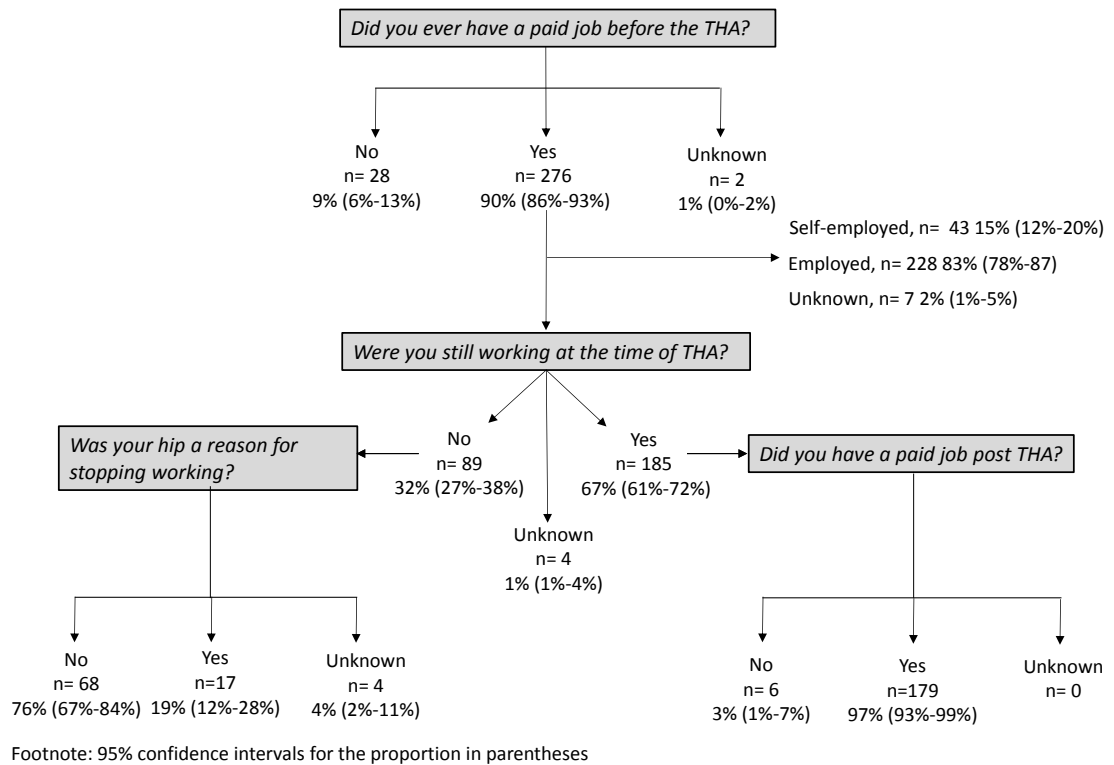 Did you ever have a paid job before the THA?
No
n= 28
9% (6%-13%)
Yes
n= 276
90% (86%-93%)
Unknown
n= 2
1% (0%-2%)
Self-employed, n=  43 15% (12%-20%)
Employed, n= 228 83% (78%-87)
Unknown, n= 7 2% (1%-5%)
Were you still working at the time of THA?
Was your hip a reason for
stopping working?
No
n= 89
32% (27%-38%)
Yes
n= 185
67% (61%-72%)
Did you have a paid job post THA?
Unknown
n= 4
1% (1%-4%)
No
n= 68
76% (67%-84%)
Yes
n=17
19% (12%-28%)
Unknown
n= 4
4% (2%-11%)
No
n= 6
3% (1%-7%)
Yes
n=179
97% (93%-99%)
Unknown
n= 0
Footnote: 95% confidence intervals for the proportion in parentheses